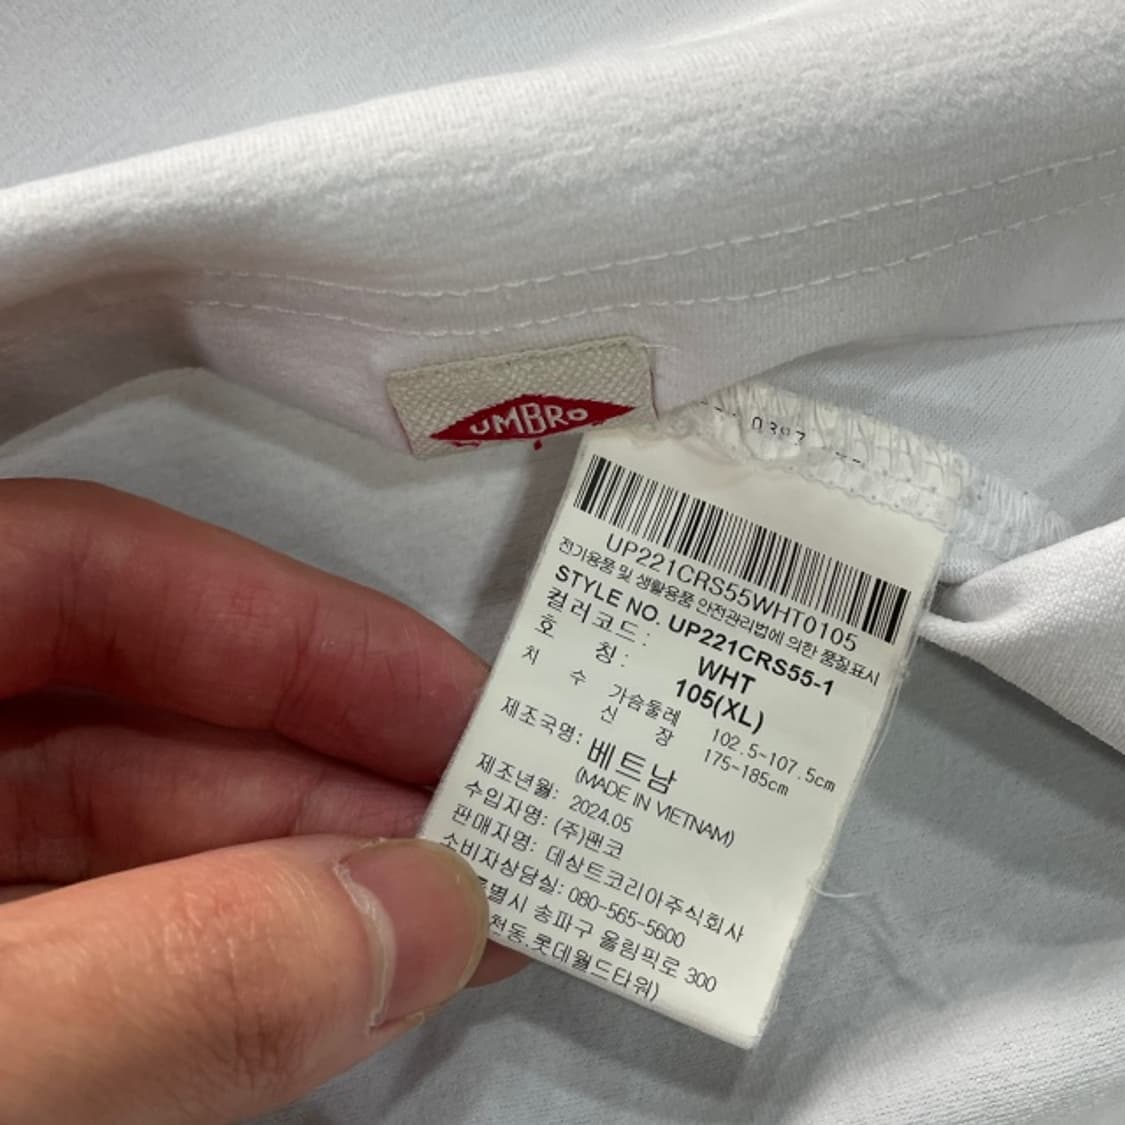 UMBRO
UP221CRS55WHT0105
전기용품 및 생활용품 안전관리법에 의한 품질표시
STYLE NO. UP221CRS55-1
컬러코드: WHT
호 칭: 105(XL)
치 수 가슴둘레 102.5-107.5cm
신 장 175-185cm
제조국명: 베트남
(MADE IN VIETNAM)
제조년월: 2024.05
수입자명: (주)팬코
판매자명: 데상트코리아주식회사
소비자상담실: 080-565-5600
별시 송파구 올림픽로 300
천동.롯데월드타워)